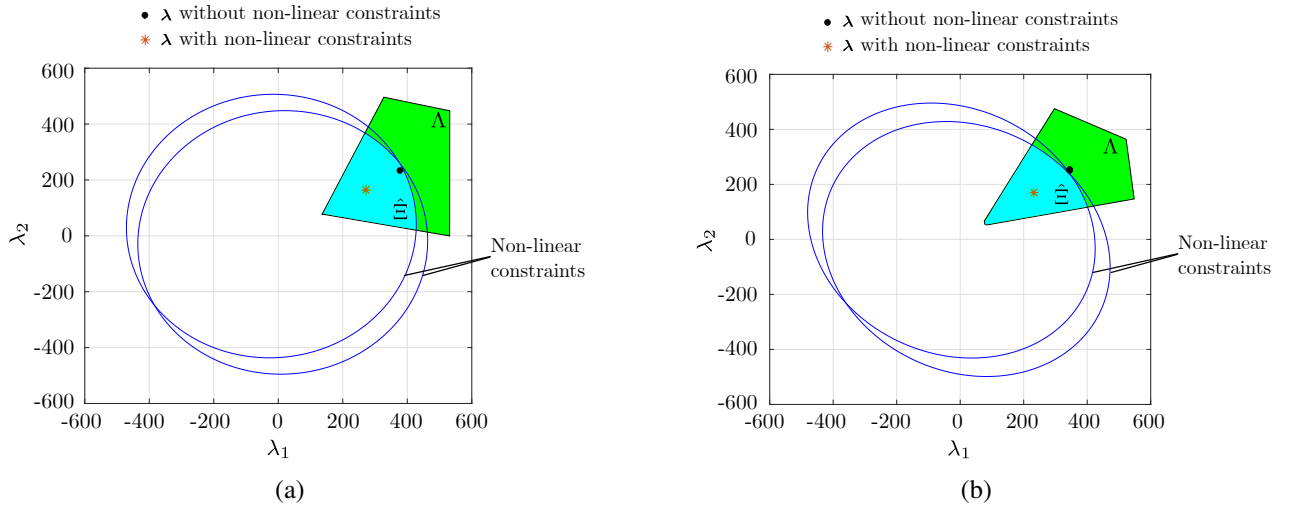 λ without non-linear constraints
λ with non-linear constraints
600
400
200
0
-200
-400
-600
λ2
-600 -400 -200 0 200 400 600
λ1
Λ
Ξ̂
Non-linear
constraints
(a)
λ without non-linear constraints
λ with non-linear constraints
600
400
200
0
-200
-400
-600
λ2
-600 -400 -200 0 200 400 600
λ1
Λ
Ξ̂
Non-linear
constraints
(b)